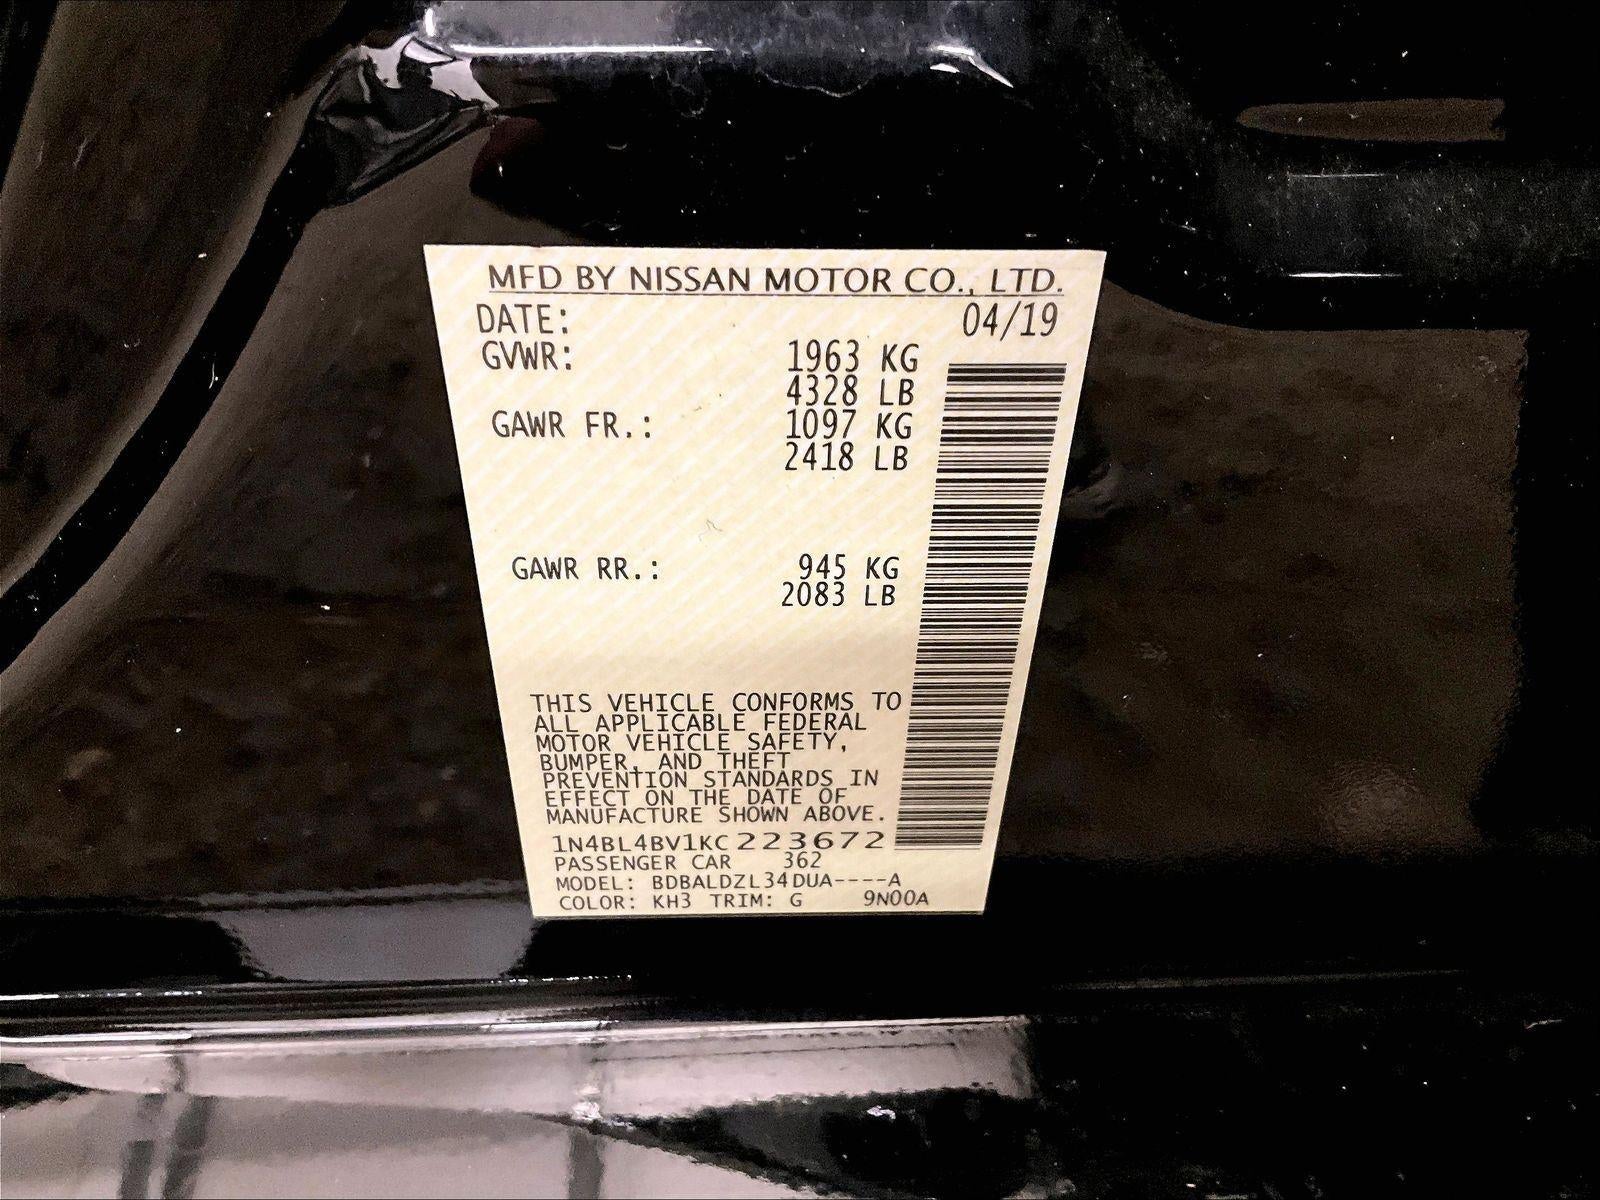 MFD BY NISSAN MOTOR CO., LTD.
DATE: 04/19
GVWR: 1963 KG
4328 LB
GAWR FR.: 1097 KG
2418 LB
GAWR RR.: 945 KG
2083 LB
THIS VEHICLE CONFORMS TO
ALL APPLICABLE FEDERAL
MOTOR VEHICLE SAFETY,
BUMPER, AND THEFT
PREVENTION STANDARDS IN
EFFECT ON THE DATE OF
MANUFACTURE SHOWN ABOVE.
1N4BL4BV1KC223672
PASSENGER CAR 362
MODEL: BDBALDZL34DUA----A
COLOR: KH3 TRIM: G 9N00A